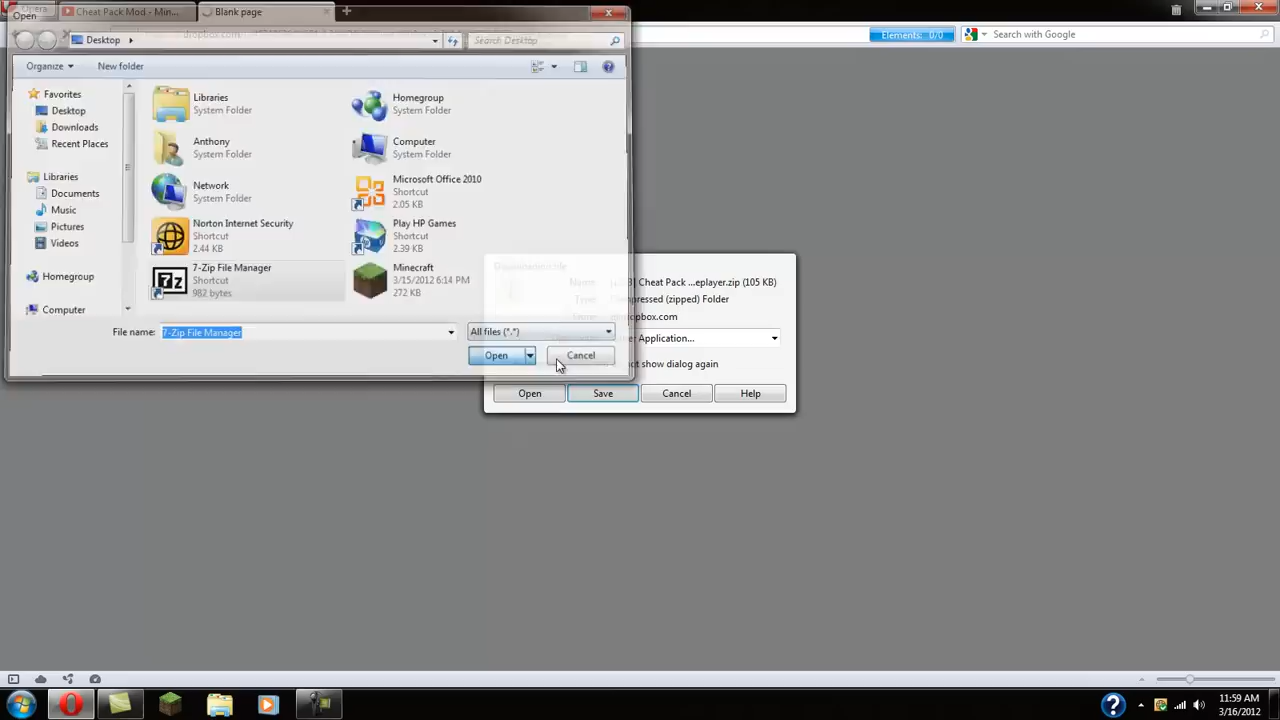 Open
Cheat Pack Mod - Min...
Blank page
Desktop
Search Desktop
Elements: 0/0
Search with Google
Organize
New folder
Favorites
Desktop
Downloads
Recent Places
Libraries
Documents
Music
Pictures
Videos
Homegroup
Computer
Libraries
System Folder
Homegroup
System Folder
Anthony
System Folder
Computer
System Folder
Network
System Folder
Microsoft Office 2010
Shortcut
2.05 KB
Norton Internet Security
Shortcut
2.44 KB
Play HP Games
Shortcut
2.39 KB
7-Zip File Manager
Shortcut
982 bytes
Minecraft
3/15/2012 6:14 PM
272 KB
File name:
7-Zip File Manager
All files (*.*)
Open
Cancel
Name:
Cheat Pack ...eplayer.zip (105 KB)
Type:
Compressed (zipped) Folder
dropbox.com
Application...
not show dialog again
Open
Save
Cancel
Help
11:59 AM
3/16/2012